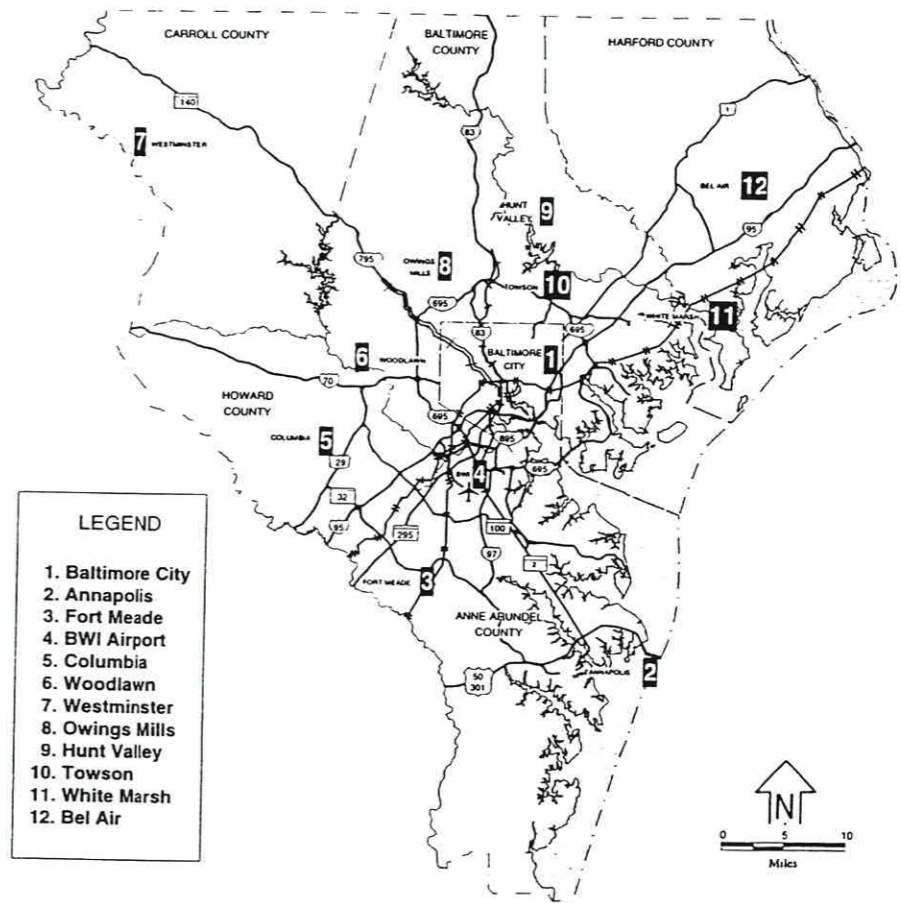 CARROLL COUNTY
BALTIMORE
COUNTY
HARFORD COUNTY
140
83
1
7 WESTMINSTER
BEL AIR 12
HUNT
VALLEY
9
95
795
OWINGS
MILLS
8
TOWSON
10
695
WHITE MARSH
11
83
695
BALTIMORE
CITY
1
6
WOODLAWN
70
HOWARD
COUNTY
695
COLUMBIA
5
29
895
695
BWI
4
32
95
295
100
97
2
FORT MEADE
3
ANNE ARUNDEL
COUNTY
ANNAPOLIS
2
50
301
LEGEND
1. Baltimore City
2. Annapolis
3. Fort Meade
4. BWI Airport
5. Columbia
6. Woodlawn
7. Westminster
8. Owings Mills
9. Hunt Valley
10. Towson
11. White Marsh
12. Bel Air
N
0 5 10
Miles